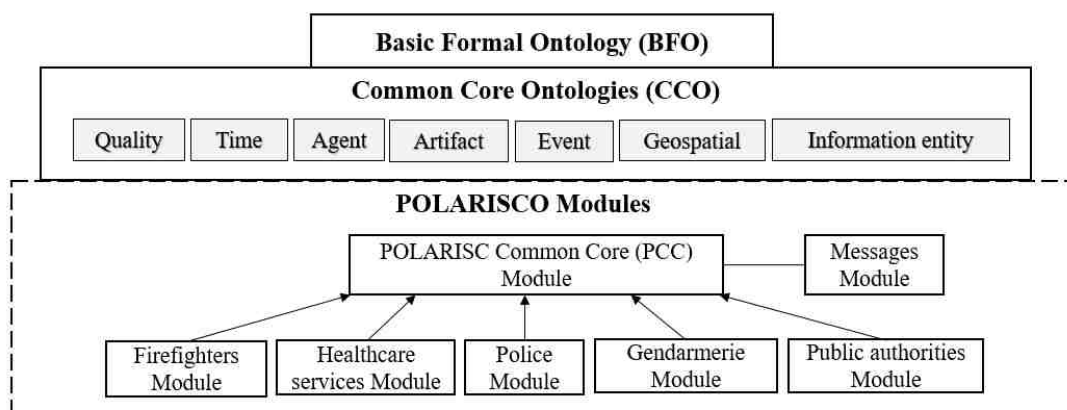 Basic Formal Ontology (BFO)
Common Core Ontologies (CCO)
Quality
Time
Agent
Artifact
Event
Geospatial
Information entity
POLARISCO Modules
POLARISC Common Core (PCC)
Module
Messages
Module
Firefighters
Module
Healthcare
services Module
Police
Module
Gendarmerie
Module
Public authorities
Module